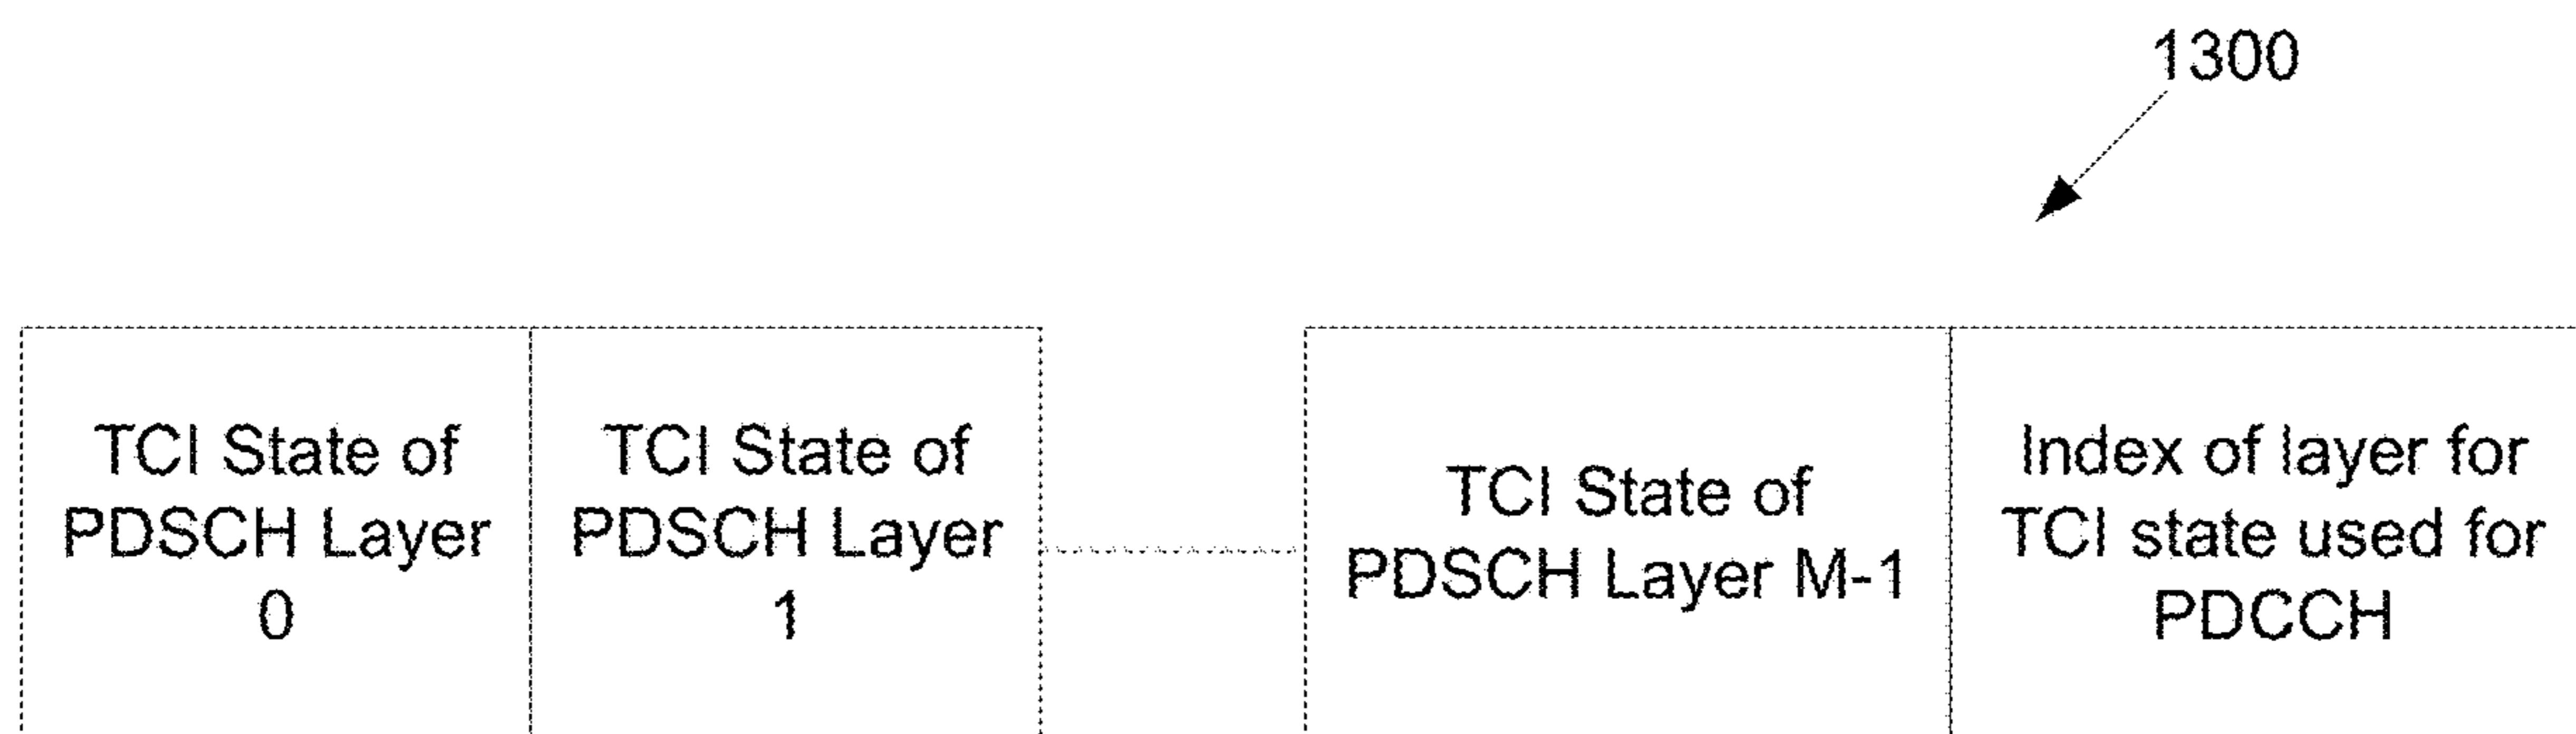 1300
TCI State of
PDSCH Layer
0
TCI State of
PDSCH Layer
1
TCI State of
PDSCH Layer M-1
Index of layer for
TCI state used for
PDCCH